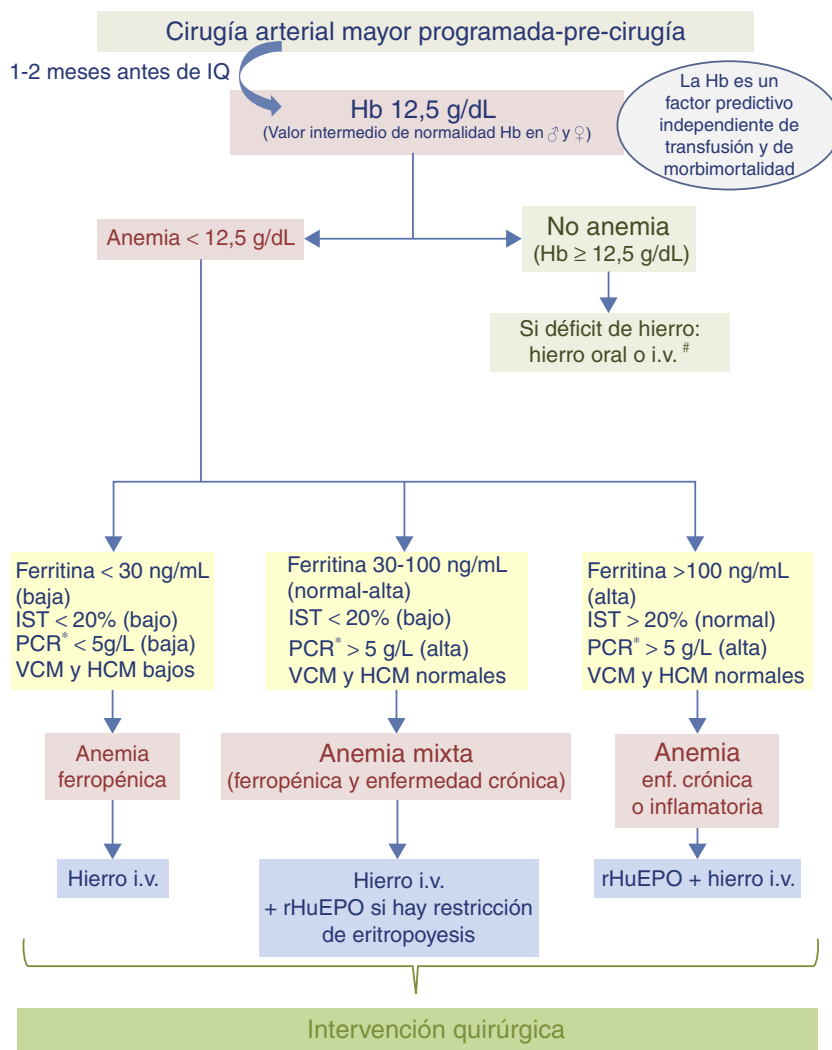 Cirugía arterial mayor programada-pre-cirugía
1-2 meses antes de IQ
Hb 12,5 g/dL
(Valor intermedio de normalidad Hb en ♂ y ♀)
La Hb es un
factor predictivo
independiente de
transfusión y de
morbimortalidad
Anemia < 12,5 g/dL
No anemia
(Hb ≥ 12,5 g/dL)
Si déficit de hierro:
hierro oral o i.v. #
Ferritina < 30 ng/mL
(baja)
IST < 20% (bajo)
PCR* < 5g/L (baja)
VCM y HCM bajos
Ferritina 30-100 ng/mL
(normal-alta)
IST < 20% (bajo)
PCR* > 5 g/L (alta)
VCM y HCM normales
Ferritina >100 ng/mL
(alta)
IST > 20% (normal)
PCR* > 5 g/L (alta)
VCM y HCM normales
Anemia
ferropénica
Anemia mixta
(ferropénica y enfermedad crónica)
Anemia
enf. crónica
o inflamatoria
Hierro i.v.
Hierro i.v.
+ rHuEPO si hay restricción
de eritropoyesis
rHuEPO + hierro i.v.
Intervención quirúrgica